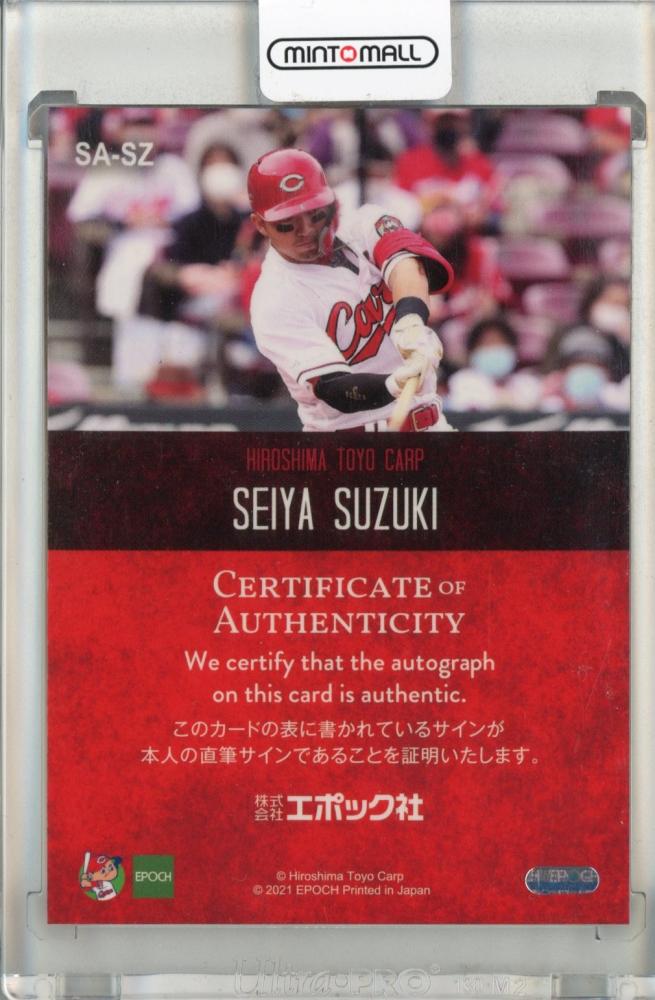 MINTOMALL
SA-SZ
Carp
HIROSHIMA TOYO CARP
SEIYA SUZUKI
CERTIFICATE OF
AUTHENTICITY
We certify that the autograph
on this card is authentic.
このカードの表に書かれているサインが
本人の直筆サインであることを証明いたします。
株式会社エポック社
EPOCH
© Hiroshima Toyo Carp
© 2021 EPOCH Printed in Japan
EPOCH
Ultra·PRO®